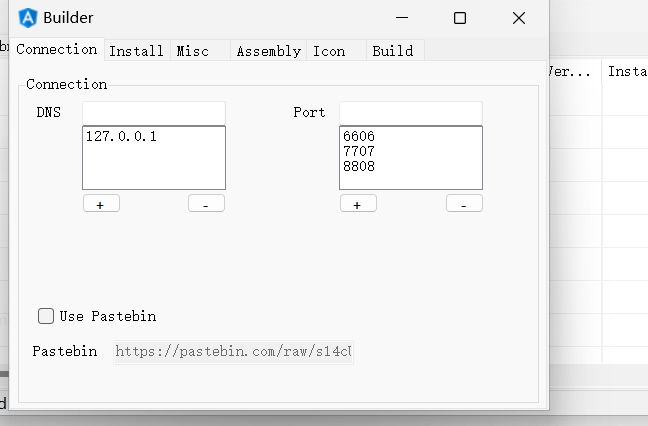 Builder
Connection Install Misc Assembly Icon Build
Ver... Insta
Connection
DNS Port
127.0.0.1
6606
7707
8808
+ - + -
Use Pastebin
Pastebin https://pastebin.com/raw/s14cU